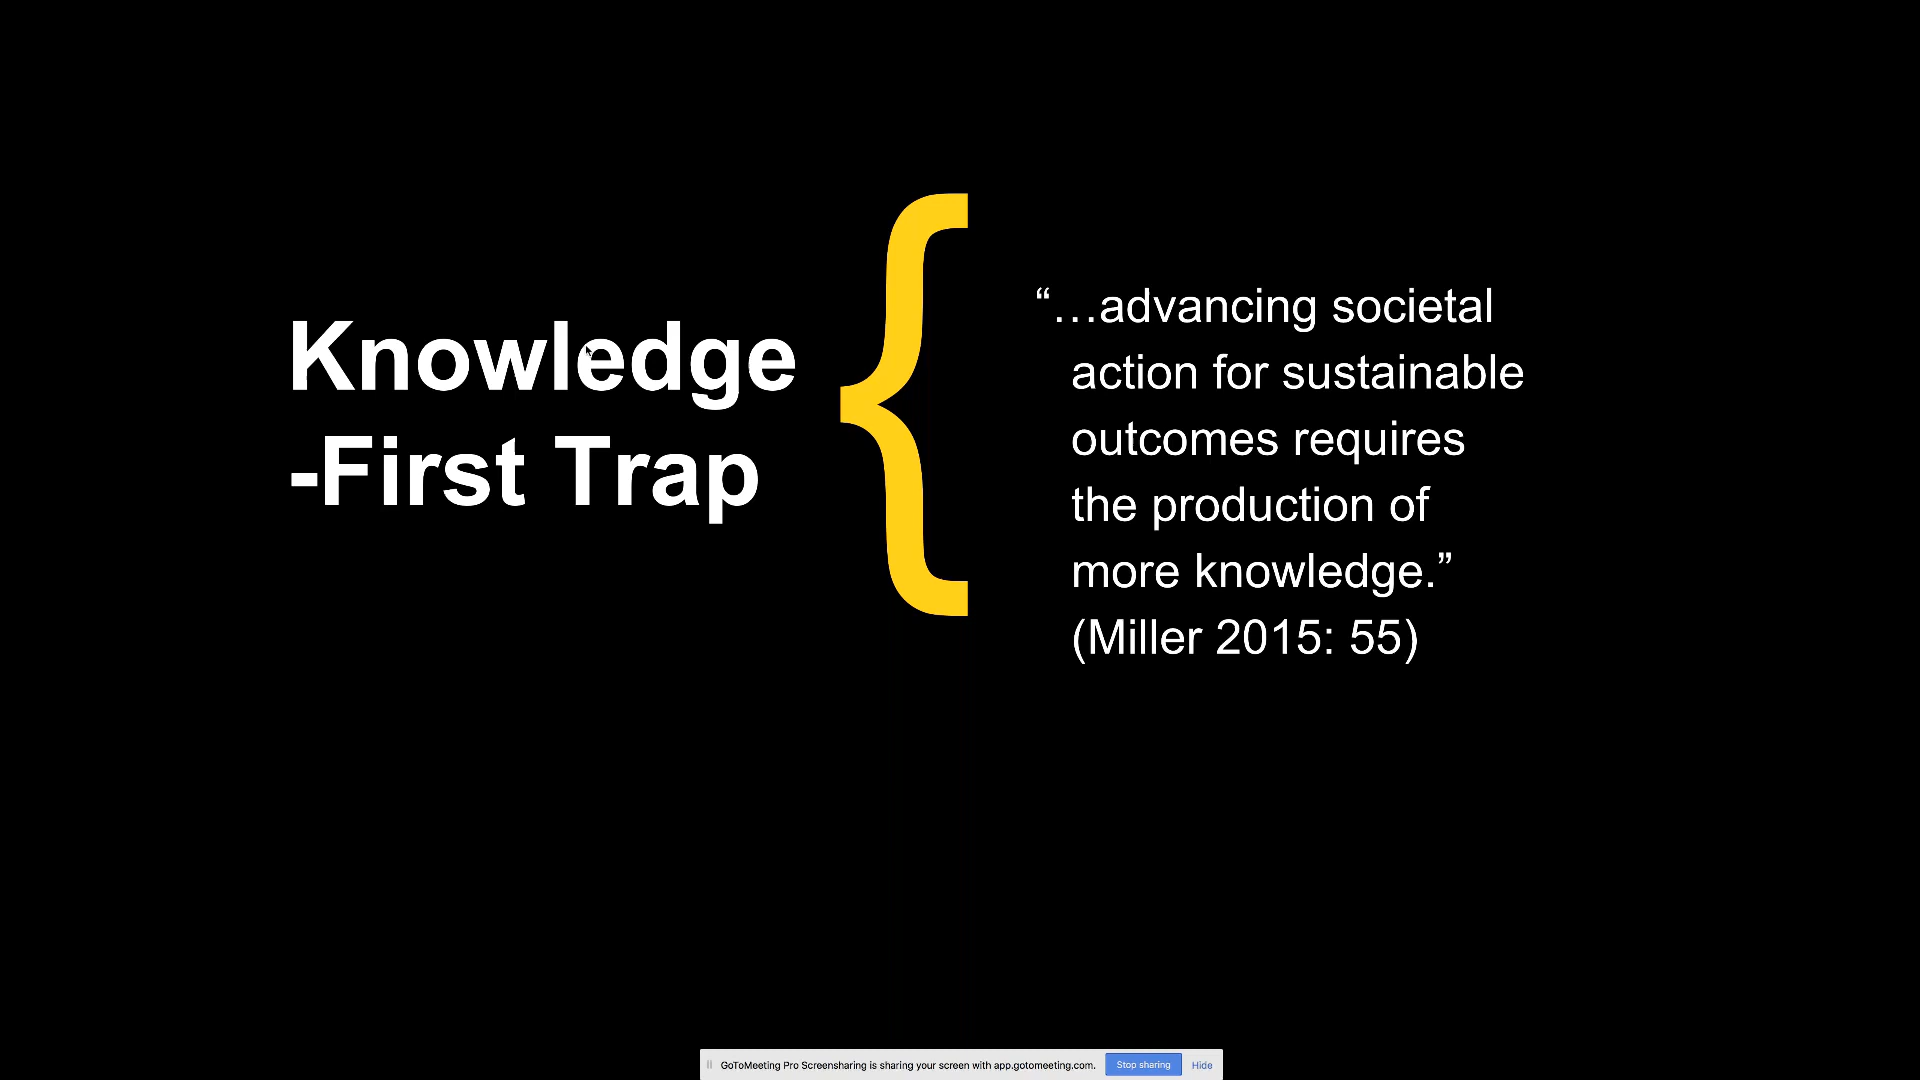 Knowledge
-First Trap
{
“…advancing societal
action for sustainable
outcomes requires
the production of
more knowledge.”
(Miller 2015: 55)
GoToMeeting Pro Screensharing is sharing your screen with app.gotomeeting.com. Stop sharing Hide